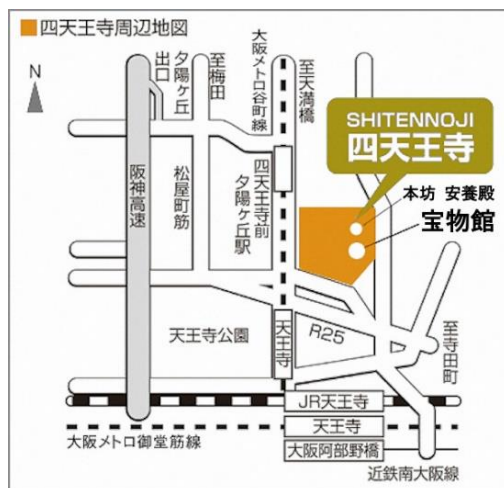 四天王寺周辺地図
N
出口
夕陽ヶ丘
至梅田
大阪メトロ谷町線
至天満橋
SHITENNOJI
四天王寺
本坊 安養殿
宝物館
阪神高速
松屋町筋
四天王寺前
夕陽ヶ丘駅
天王寺公園
天王寺
R25
至寺田町
JR天王寺
天王寺
大阪阿部野橋
大阪メトロ御堂筋線
近鉄南大阪線